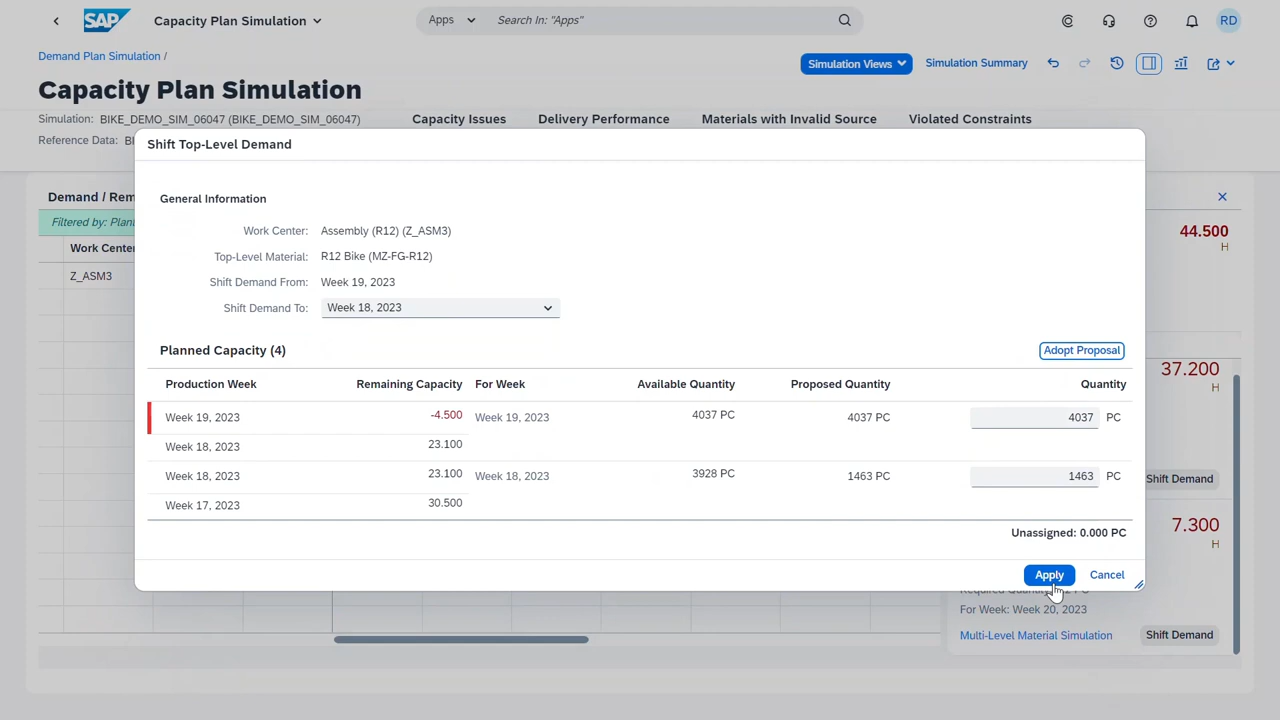 SAP
Capacity Plan Simulation
Apps
Search In: "Apps"
RD
Demand Plan Simulation /
Simulation Views
Simulation Summary
Capacity Plan Simulation
Simulation: BIKE_DEMO_SIM_06047 (BIKE_DEMO_SIM_06047)
Capacity Issues
Delivery Performance
Materials with Invalid Source
Violated Constraints
Reference Data:
Shift Top-Level Demand
Demand /
Filtered by:
Work Center
Z_ASM3
General Information
Work Center: Assembly (R12) (Z_ASM3)
Top-Level Material: R12 Bike (MZ-FG-R12)
Shift Demand From: Week 19, 2023
Shift Demand To: Week 18, 2023
Planned Capacity (4)
Adopt Proposal
Production Week Remaining Capacity For Week Available Quantity Proposed Quantity Quantity
Week 19, 2023 -4.500 Week 19, 2023 4037 PC 4037 PC 4037 PC
Week 18, 2023 23.100
Week 18, 2023 23.100 Week 18, 2023 3928 PC 1463 PC 1463 PC
Week 17, 2023 30.500
Unassigned: 0.000 PC
Apply
Cancel
44.500
H
37.200
H
Shift Demand
7.300
H
Required
For Week: Week 20, 2023
Multi-Level Material Simulation
Shift Demand